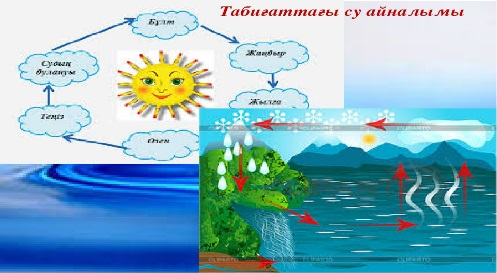 Табиғаттағы су айналымы
Бұлт
Жаңбыр
Жылға
Өзен
Теңіз
Судың
булануы